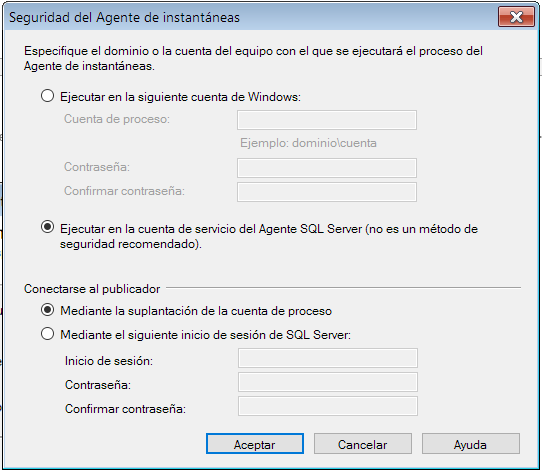 Seguridad del Agente de instantáneas
Especifique el dominio o la cuenta del equipo con el que se ejecutará el proceso del
Agente de instantáneas.
Ejecutar en la siguiente cuenta de Windows:
Cuenta de proceso:
Ejemplo: dominio\cuenta
Contraseña:
Confirmar contraseña:
Ejecutar en la cuenta de servicio del Agente SQL Server (no es un método de
seguridad recomendado).
Conectarse al publicador
Mediante la suplantación de la cuenta de proceso
Mediante el siguiente inicio de sesión de SQL Server:
Inicio de sesión:
Contraseña:
Confirmar contraseña:
Aceptar
Cancelar
Ayuda